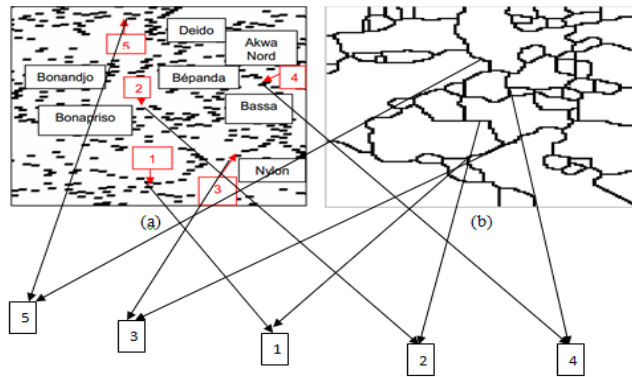 Deido
5
Akwa
Nord
Bonandjo
2
Bépanda
4
Bonapriso
Bassa
1
3
Nylon
(a)
(b)
5
3
1
2
4